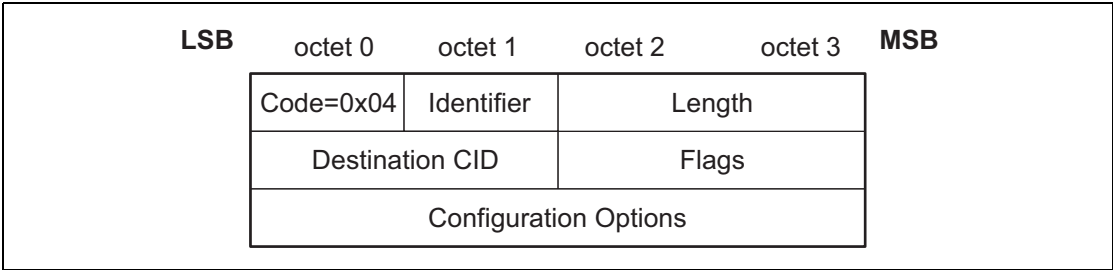 LSB octet 0 octet 1 octet 2 octet 3 MSB
Code=0x04 Identifier Length
Destination CID Flags
Configuration Options